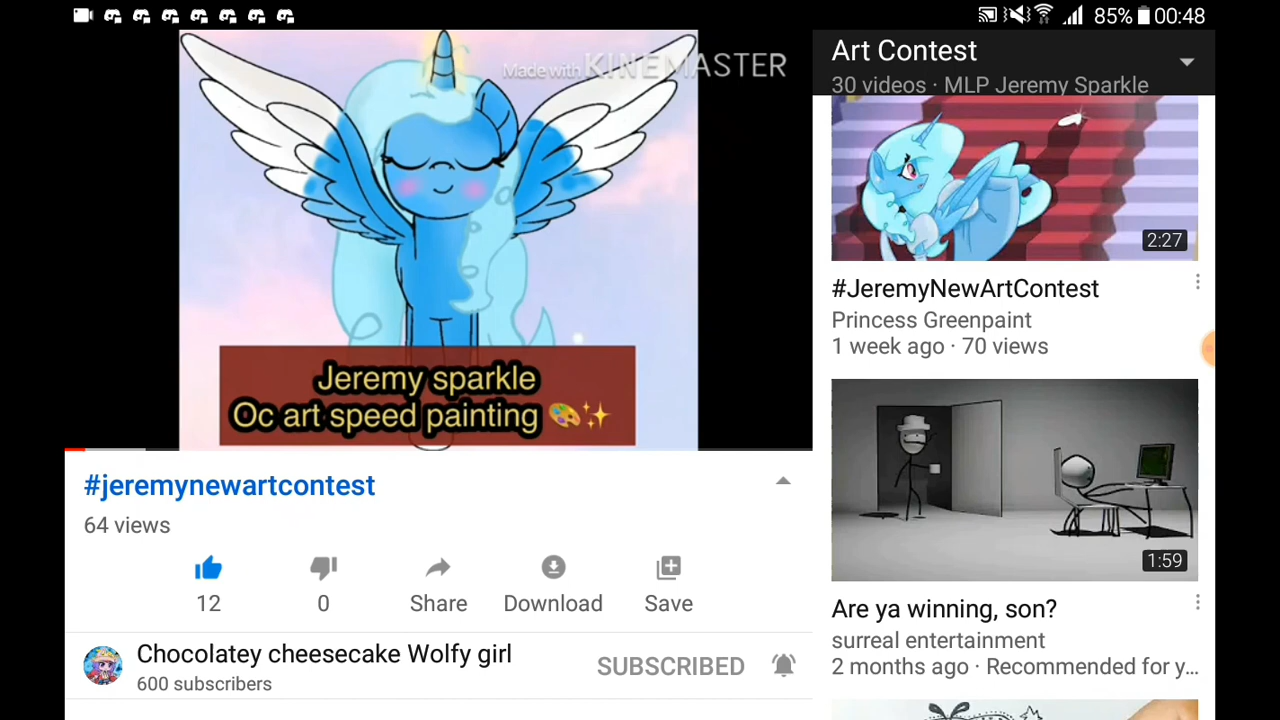 85% 00:48
Made with KINEMASTER
Jeremy sparkle
Oc art speed painting 🎨✨
#jeremynewartcontest
64 views
12
0
Share
Download
Save
Chocolatey cheesecake Wolfy girl
600 subscribers
SUBSCRIBED
Art Contest
30 videos · MLP Jeremy Sparkle
2:27
#JeremyNewArtContest
Princess Greenpaint
1 week ago · 70 views
1:59
Are ya winning, son?
surreal entertainment
2 months ago · Recommended for y...